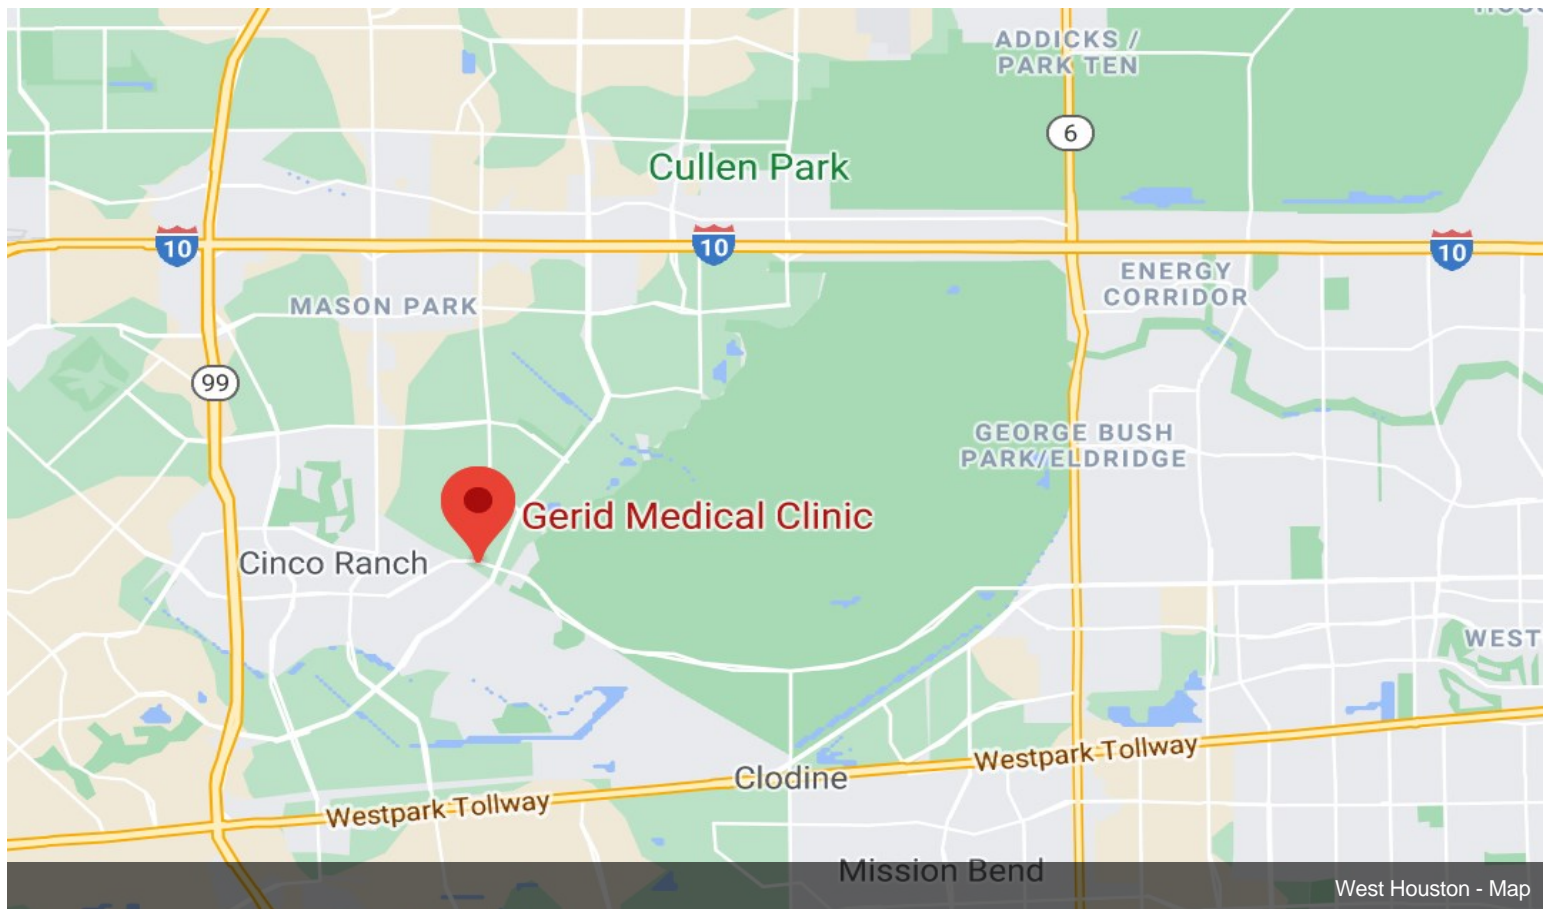 ADDICKS /
PARK TEN
6
Cullen Park
10
10
10
ENERGY
CORRIDOR
MASON PARK
99
GEORGE BUSH
PARK/ELDRIDGE
Gerid Medical Clinic
Cinco Ranch
WEST
Westpark Tollway
Clodine
Westpark Tollway
Mission Bend
West Houston - Map